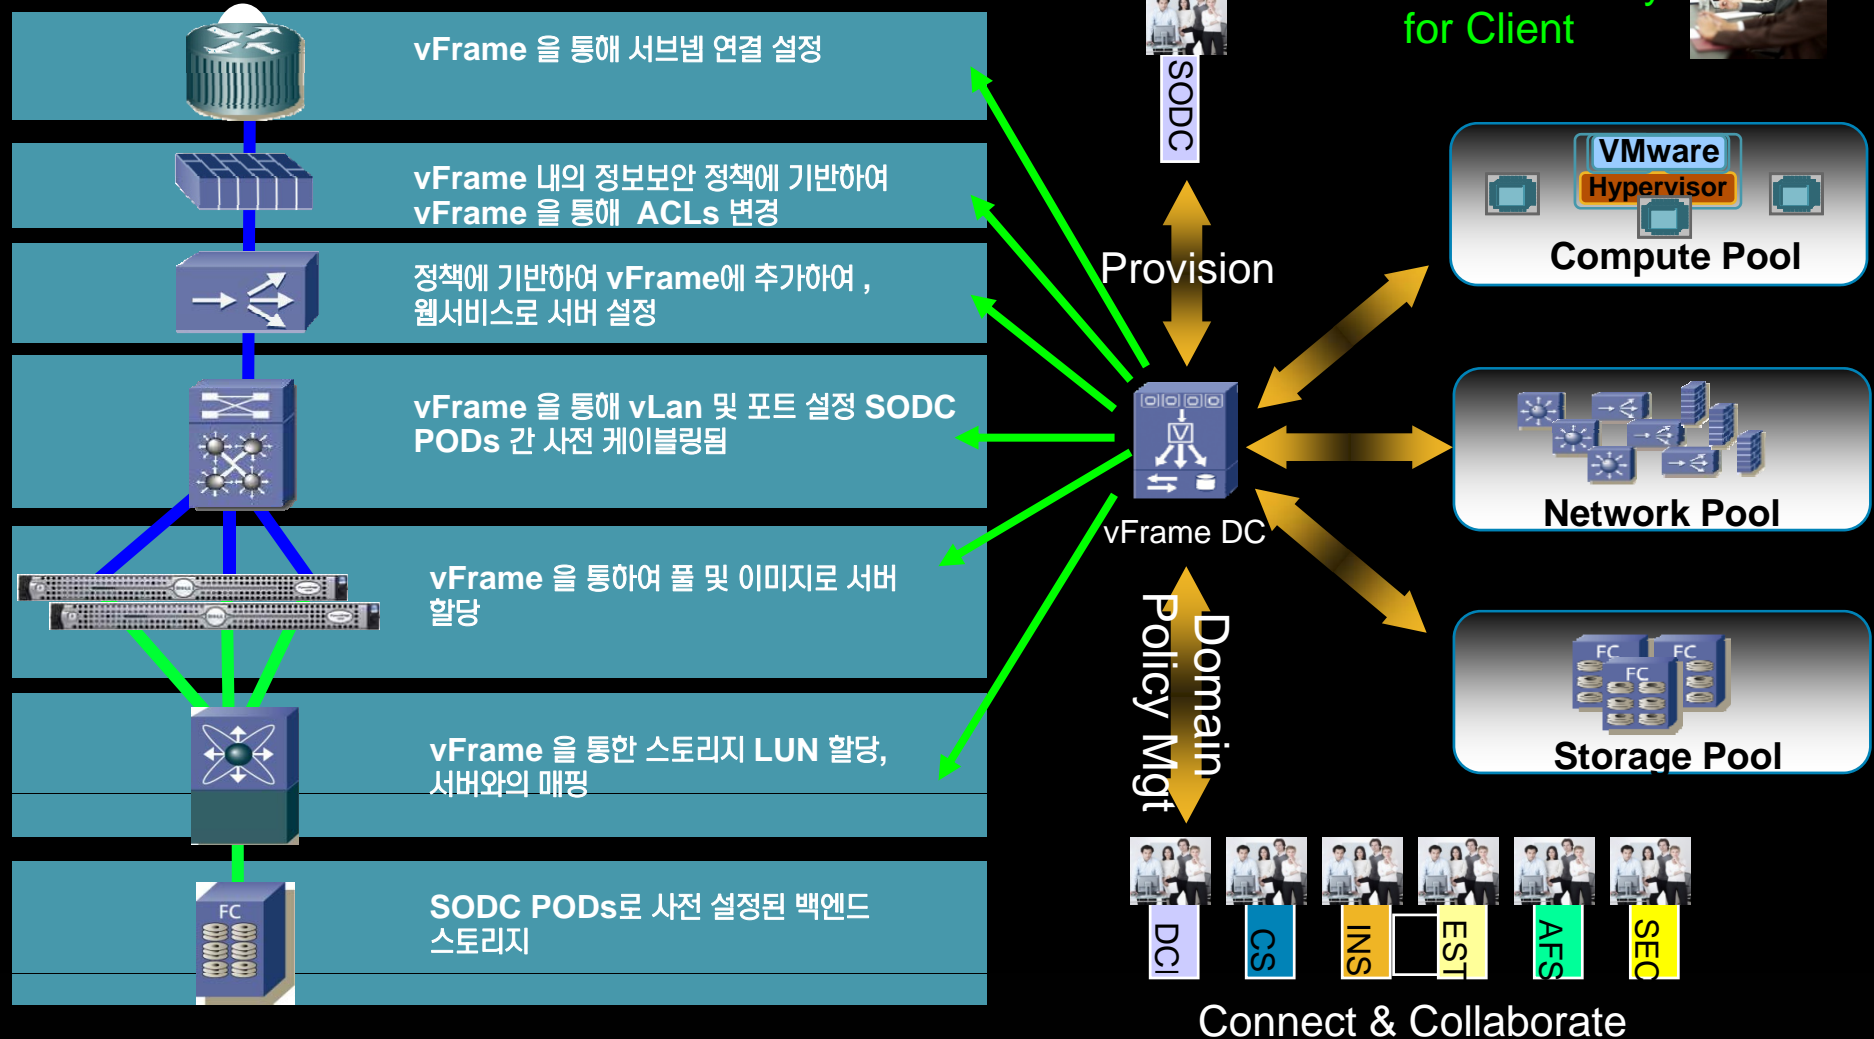 vFrame 을 통해 서브넵 연결 설정
vFrame 내의 정보보안 정책에 기반하여
vFrame 을 통해 ACLs 변경
정책에 기반하여 vFrame에 추가하여 ,
웹서비스로 서버 설정
vFrame 을 통해 vLan 및 포트 설정 SODC
PODs 간 사전 케이블링됨
vFrame 을 통하여 풀 및 이미지로 서버
할당
vFrame 을 통한 스토리지 LUN 할당,
서버와의 매핑
FC
SODC PODs로 사전 설정된 백엔드
스토리지
SODC
for Client
Provision
vFrame DC
Domain
Policy Mgt
VMware
Hypervisor
Compute Pool
Network Pool
FC
FC
FC
Storage Pool
DCI
CS
INS
EST
AFS
SEC
Connect & Collaborate